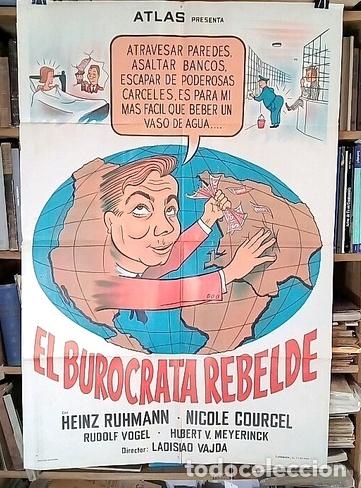 ATLAS PRESENTA
ATRAVESAR PAREDES,
ASALTAR BANCOS,
ESCAPAR DE PODEROSAS
CARCELES, ES PARA MI
MAS FACIL QUE BEBER UN
VASO DE AGUA....
EL BUROCRATA REBELDE
Con
HEINZ RUHMANN · NICOLE COURCEL
RUDOLF VOGEL · HUBERT V. MEYERINCK
Director: LADISLAO VAJDA
todocoleccion.net